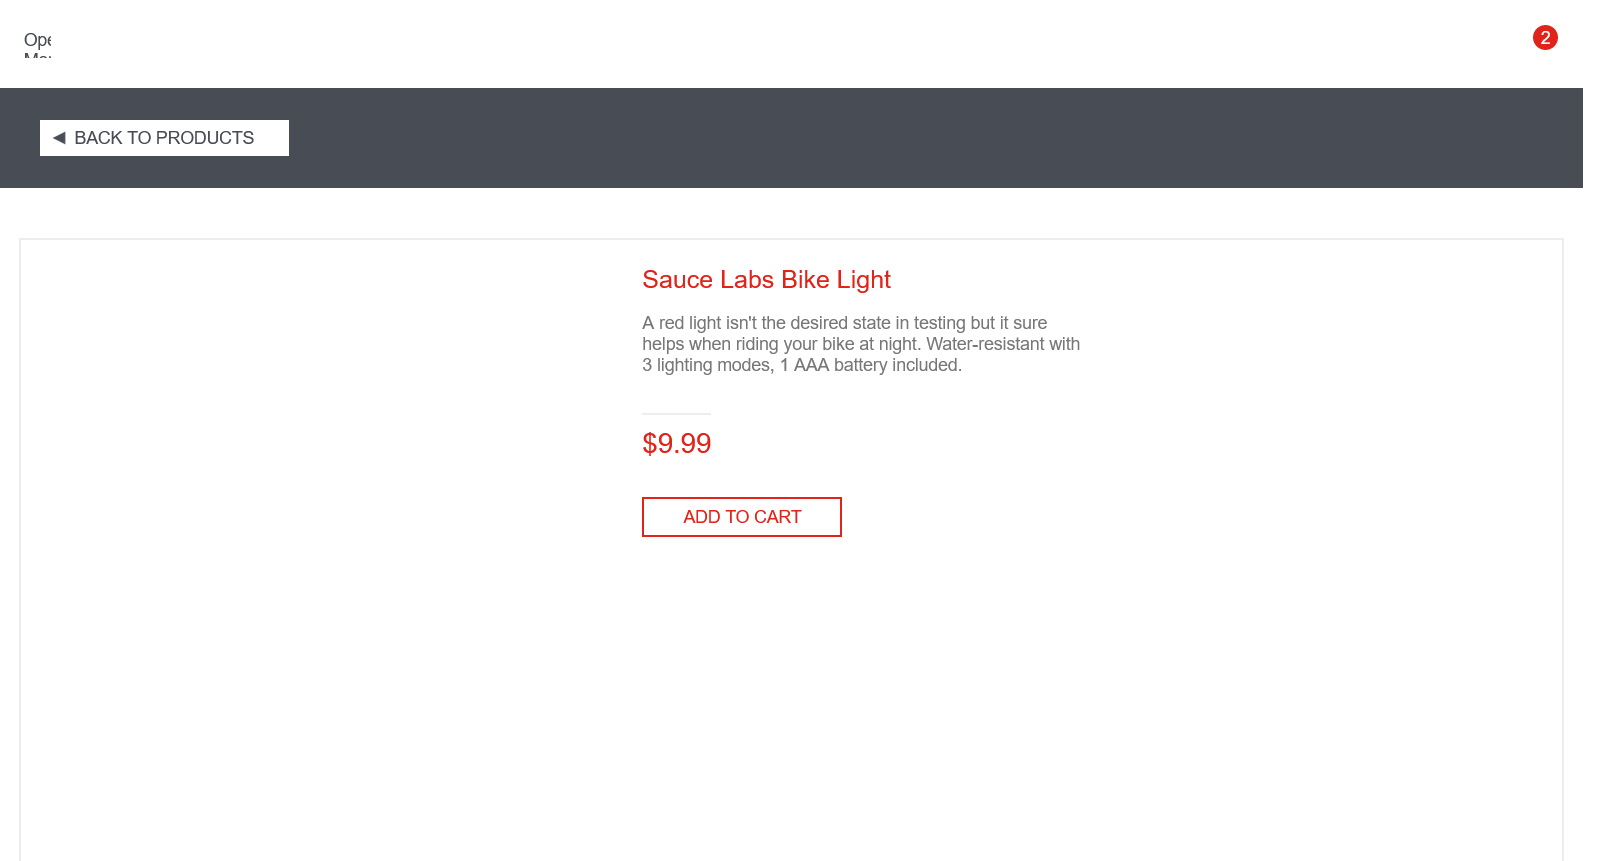 Ope
2
◄ BACK TO PRODUCTS
Sauce Labs Bike Light
A red light isn't the desired state in testing but it sure
helps when riding your bike at night. Water-resistant with
3 lighting modes, 1 AAA battery included.
$9.99
ADD TO CART